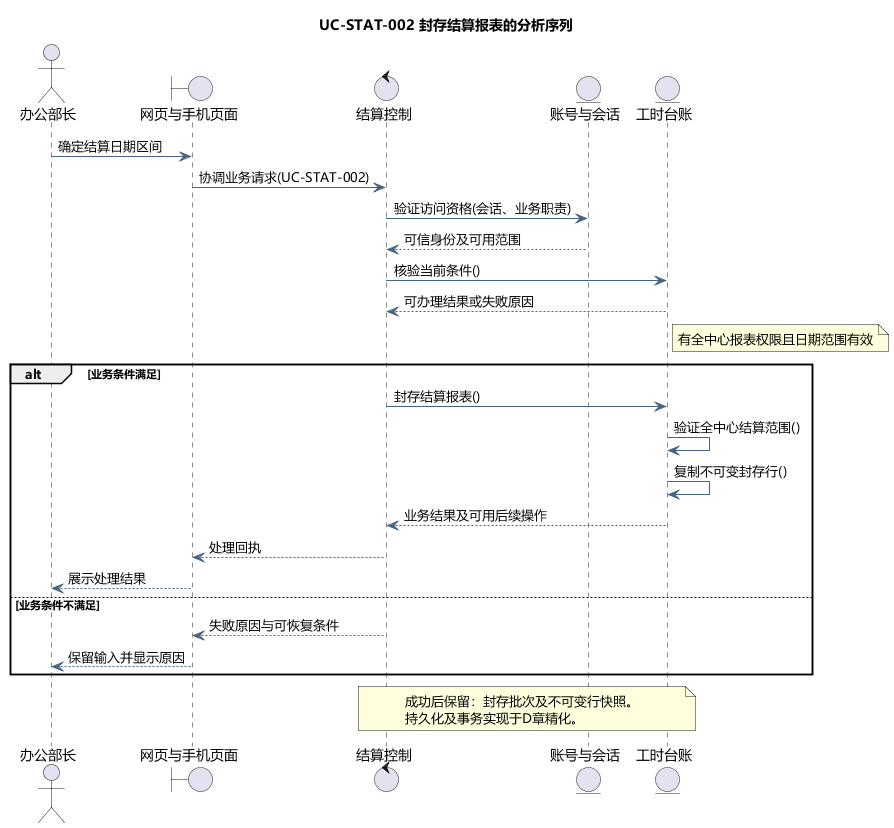 UC-STAT-002 封存结算报表的分析序列
办公部长
网页与手机页面
结算控制
账号与会话
工时台账
确定结算日期区间
协调业务请求(UC-STAT-002)
验证访问资格(会话、业务职责)
可信身份及可用范围
核验当前条件()
可办理结果或失败原因
有全中心报表权限且日期范围有效
alt [业务条件满足]
封存结算报表()
验证全中心结算范围()
复制不可变封存行()
业务结果及可用后续操作
处理回执
展示处理结果
[业务条件不满足]
失败原因与可恢复条件
保留输入并显示原因
成功后保留：封存批次及不可变行快照。
持久化及事务实现于D章精化。
办公部长
网页与手机页面
结算控制
账号与会话
工时台账